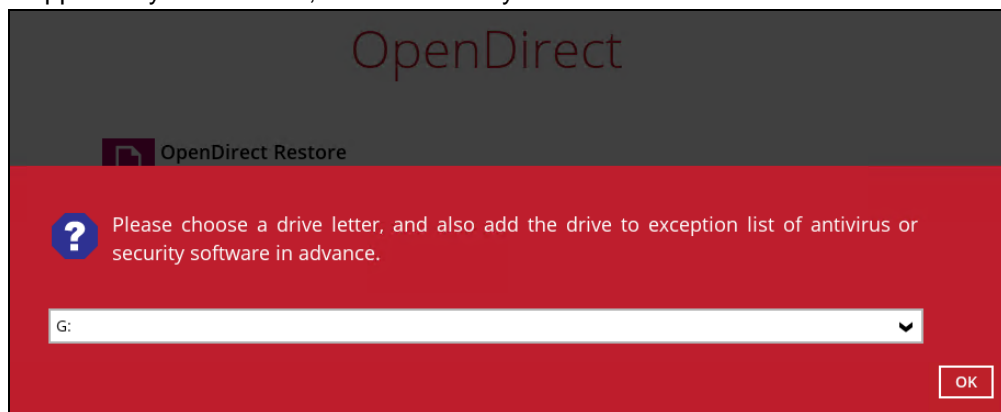 OpenDirect
OpenDirect Restore
Please choose a drive letter, and also add the drive to exception list of antivirus or
security software in advance.
G:
OK